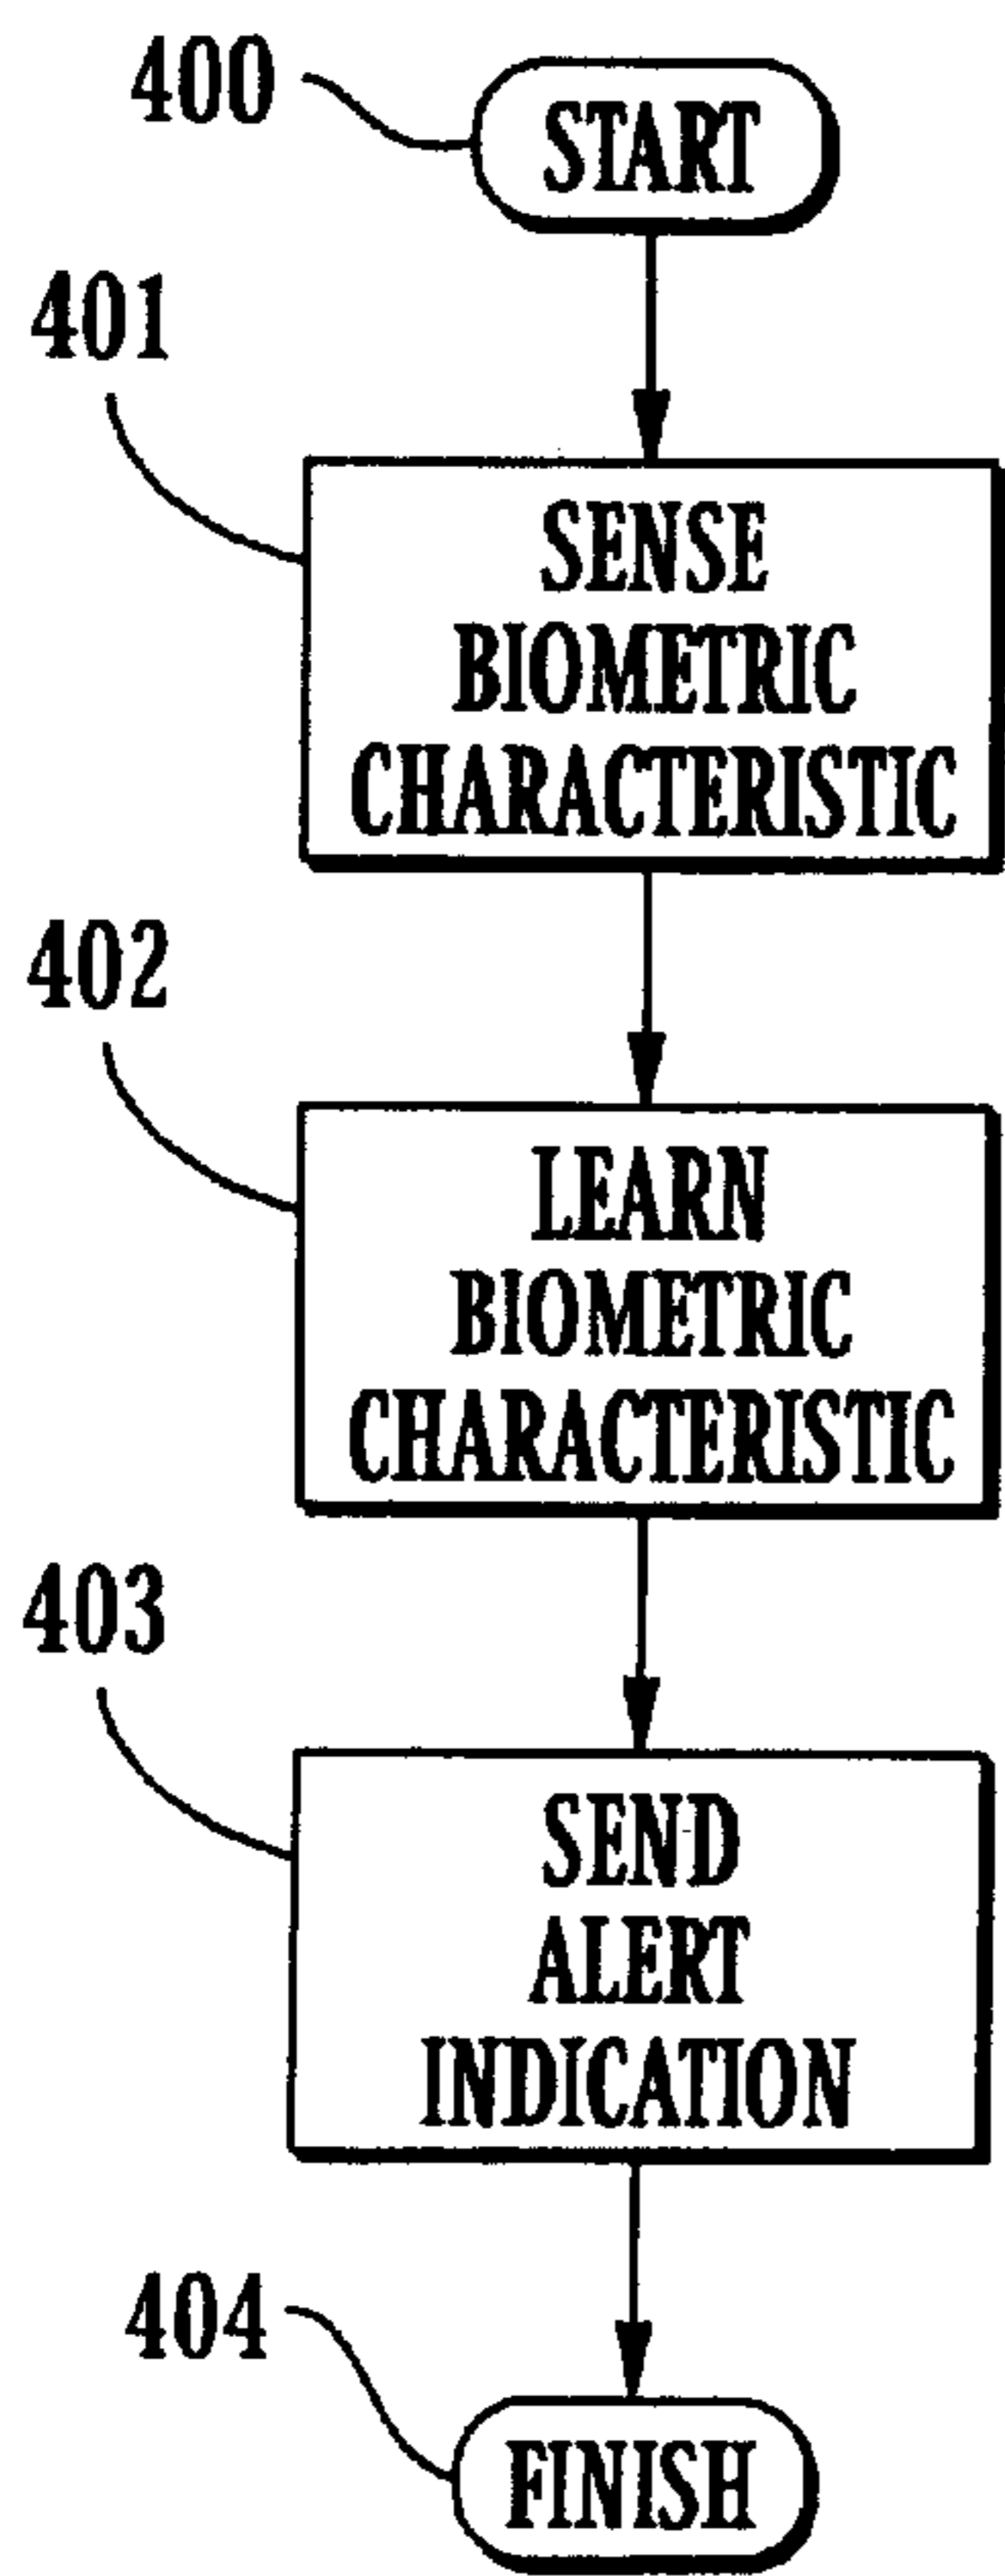 400
START
401
SENSE
BIOMETRIC
CHARACTERISTIC
402
LEARN
BIOMETRIC
CHARACTERISTIC
403
SEND
ALERT
INDICATION
404
FINISH